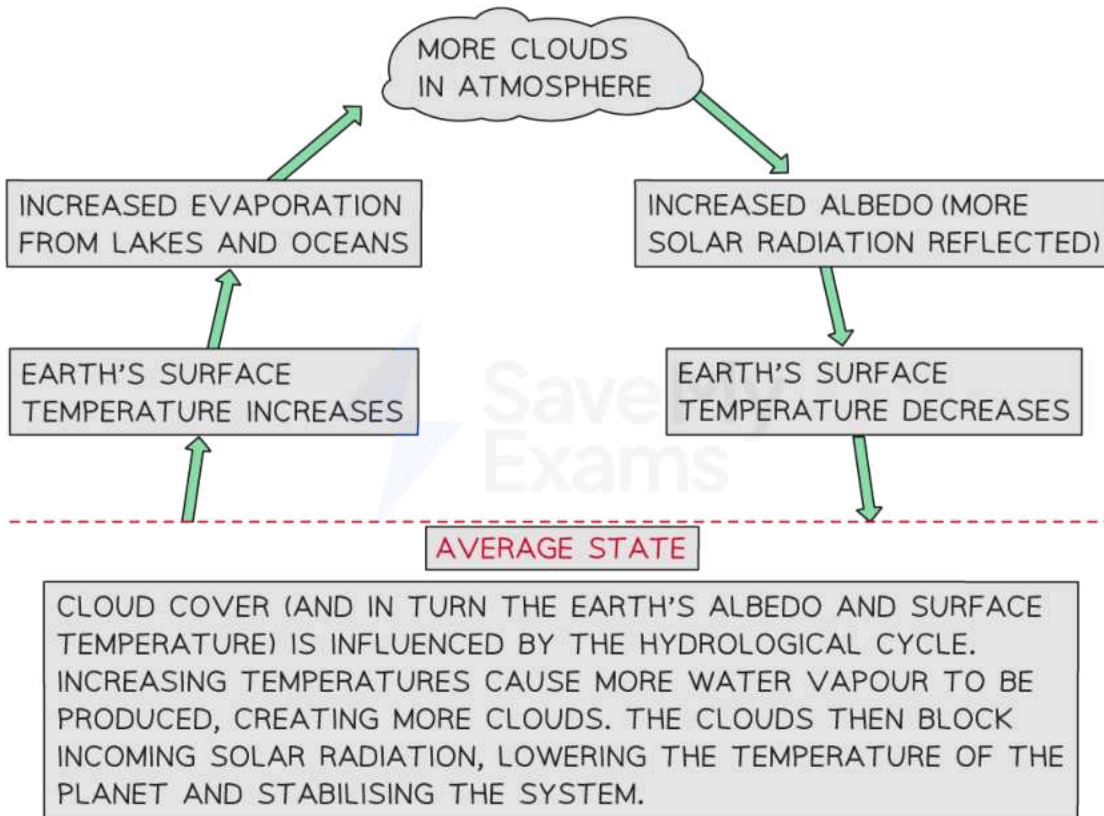 MORE CLOUDS
IN ATMOSPHERE
INCREASED EVAPORATION
FROM LAKES AND OCEANS
INCREASED ALBEDO (MORE
SOLAR RADIATION REFLECTED)
EARTH'S SURFACE
TEMPERATURE INCREASES
EARTH'S SURFACE
TEMPERATURE DECREASES
Save My
Exams
AVERAGE STATE
CLOUD COVER (AND IN TURN THE EARTH'S ALBEDO AND SURFACE
TEMPERATURE) IS INFLUENCED BY THE HYDROLOGICAL CYCLE.
INCREASING TEMPERATURES CAUSE MORE WATER VAPOUR TO BE
PRODUCED, CREATING MORE CLOUDS. THE CLOUDS THEN BLOCK
INCOMING SOLAR RADIATION, LOWERING THE TEMPERATURE OF THE
PLANET AND STABILISING THE SYSTEM.